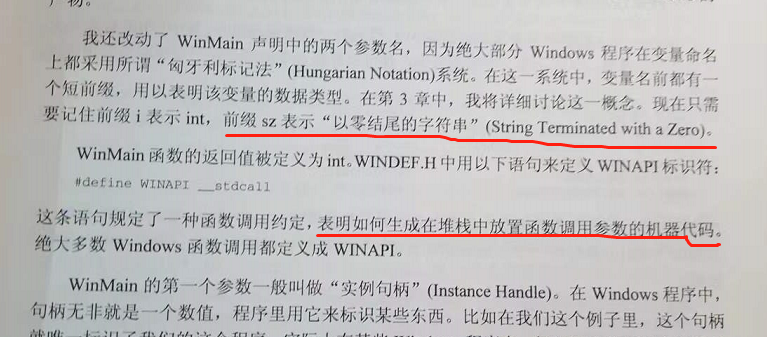 物。
我还改动了 WinMain 声明中的两个参数名，因为绝大部分 Windows 程序在变量命名
上都采用所谓“匈牙利标记法”(Hungarian Notation)系统。在这一系统中，变量名前都有一
个短前缀，用以表明该变量的数据类型。在第 3 章中，我将详细讨论这一概念。现在只需
要记住前缀 i 表示 int，前缀 sz 表示“以零结尾的字符串”(String Terminated with a Zero)。
WinMain 函数的返回值被定义为 int。WINDEF.H 中用以下语句来定义 WINAPI 标识符：
#define WINAPI __stdcall
这条语句规定了一种函数调用约定，表明如何生成在堆栈中放置函数调用参数的机器代码。
绝大多数 Windows 函数调用都定义成 WINAPI。
WinMain 的第一个参数一般叫做“实例句柄”(Instance Handle)。在 Windows 程序中，
句柄无非就是一个数值，程序里用它来标识某些东西。比如在我们这个例子里，这个句柄